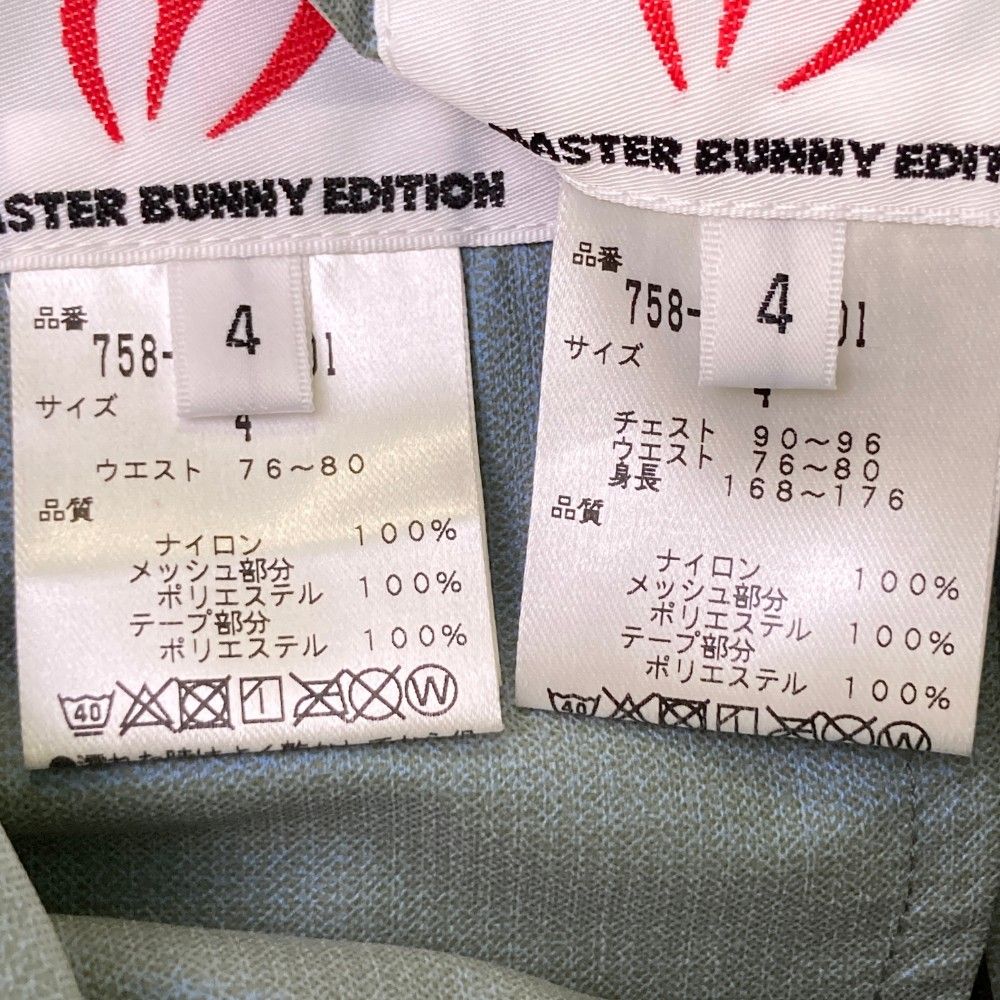 ASTER BUNNY EDITION
4
品番
758-
01
サイズ
4
ウエスト 76～80
品質
ナイロン 100%
メッシュ部分
ポリエステル 100%
テープ部分
ポリエステル 100%
40
W
ASTER BUNNY EDIT
4
品番
758-
01
サイズ
4
チェスト 90～96
ウエスト 76～80
身長 168～176
品質
ナイロン 100%
メッシュ部分
ポリエステル 100%
テープ部分
ポリエステル 100%
40
W